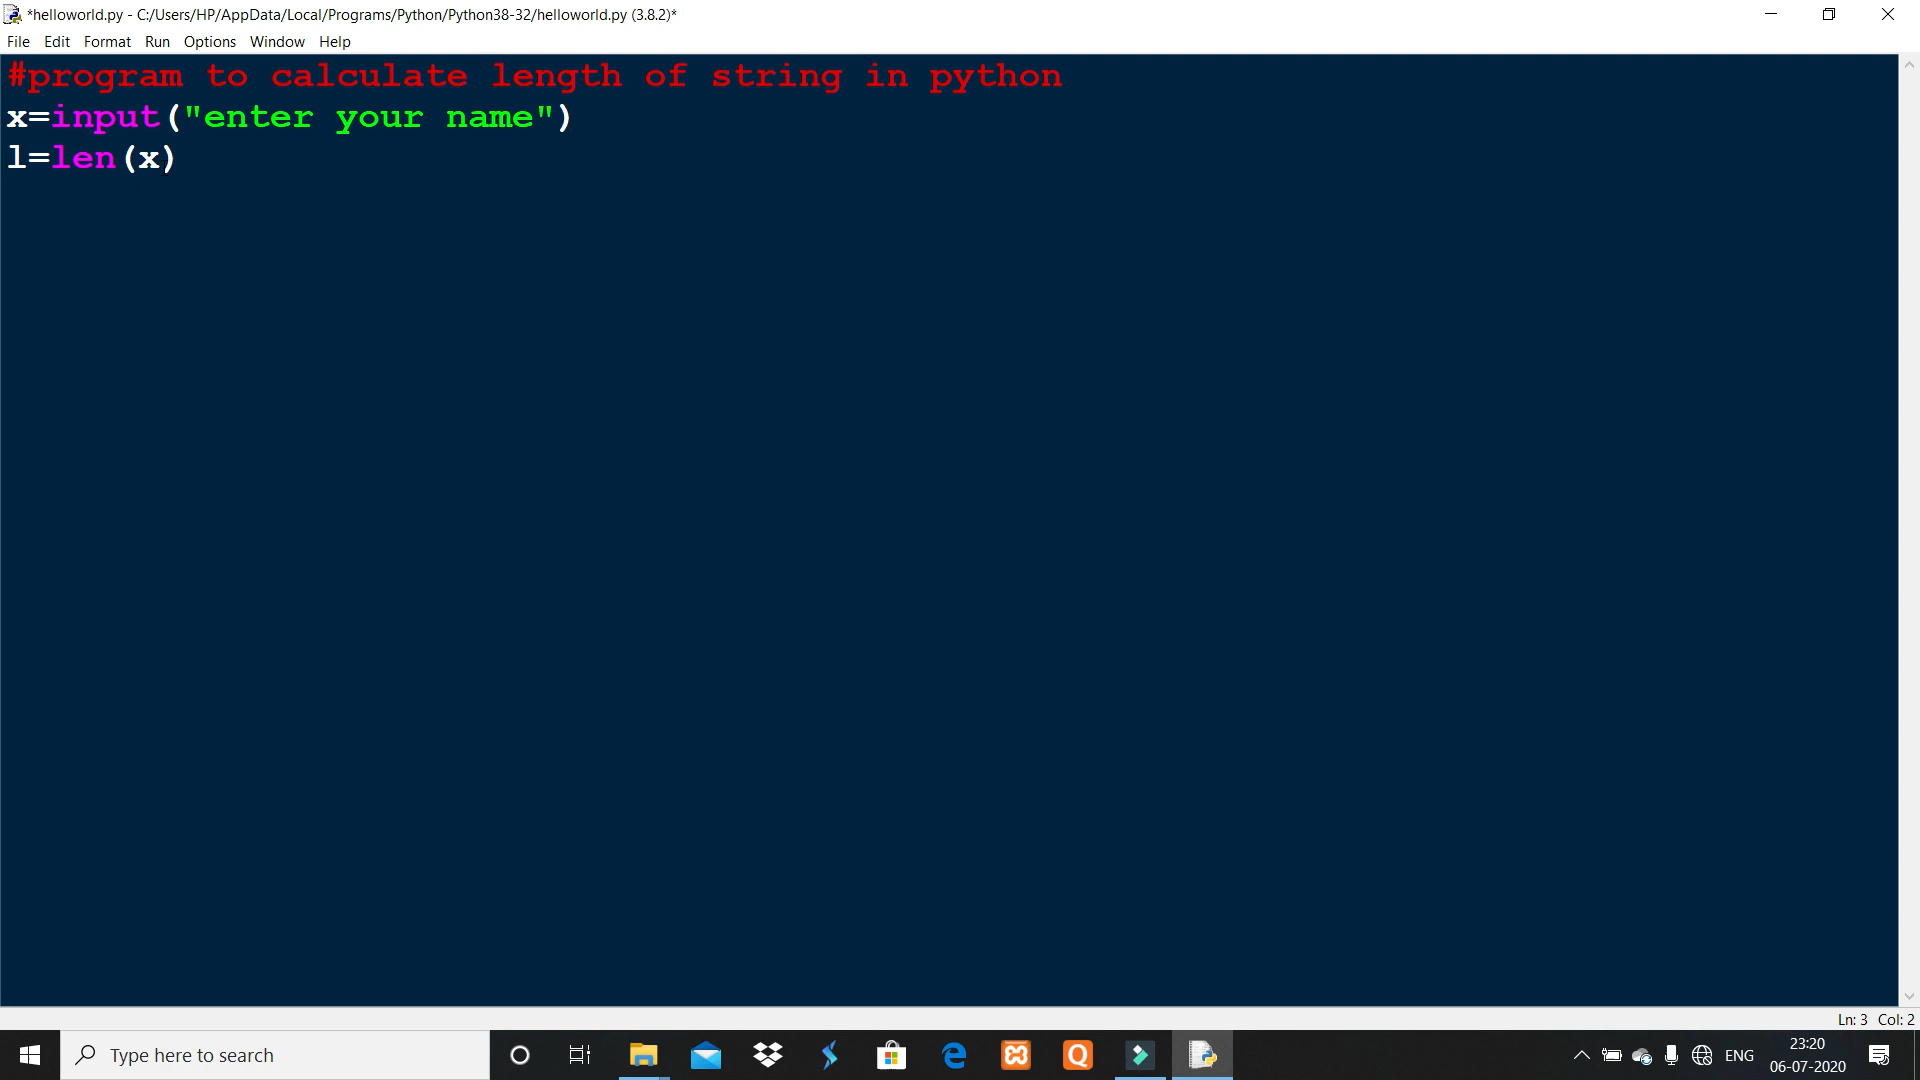 *helloworld.py - C:/Users/HP/AppData/Local/Programs/Python/Python38-32/helloworld.py (3.8.2)*
File Edit Format Run Options Window Help
#program to calculate length of string in python
x=input("enter your name")
l=len(x)
Ln: 3 Col: 2
Type here to search
ENG
23:20
06-07-2020